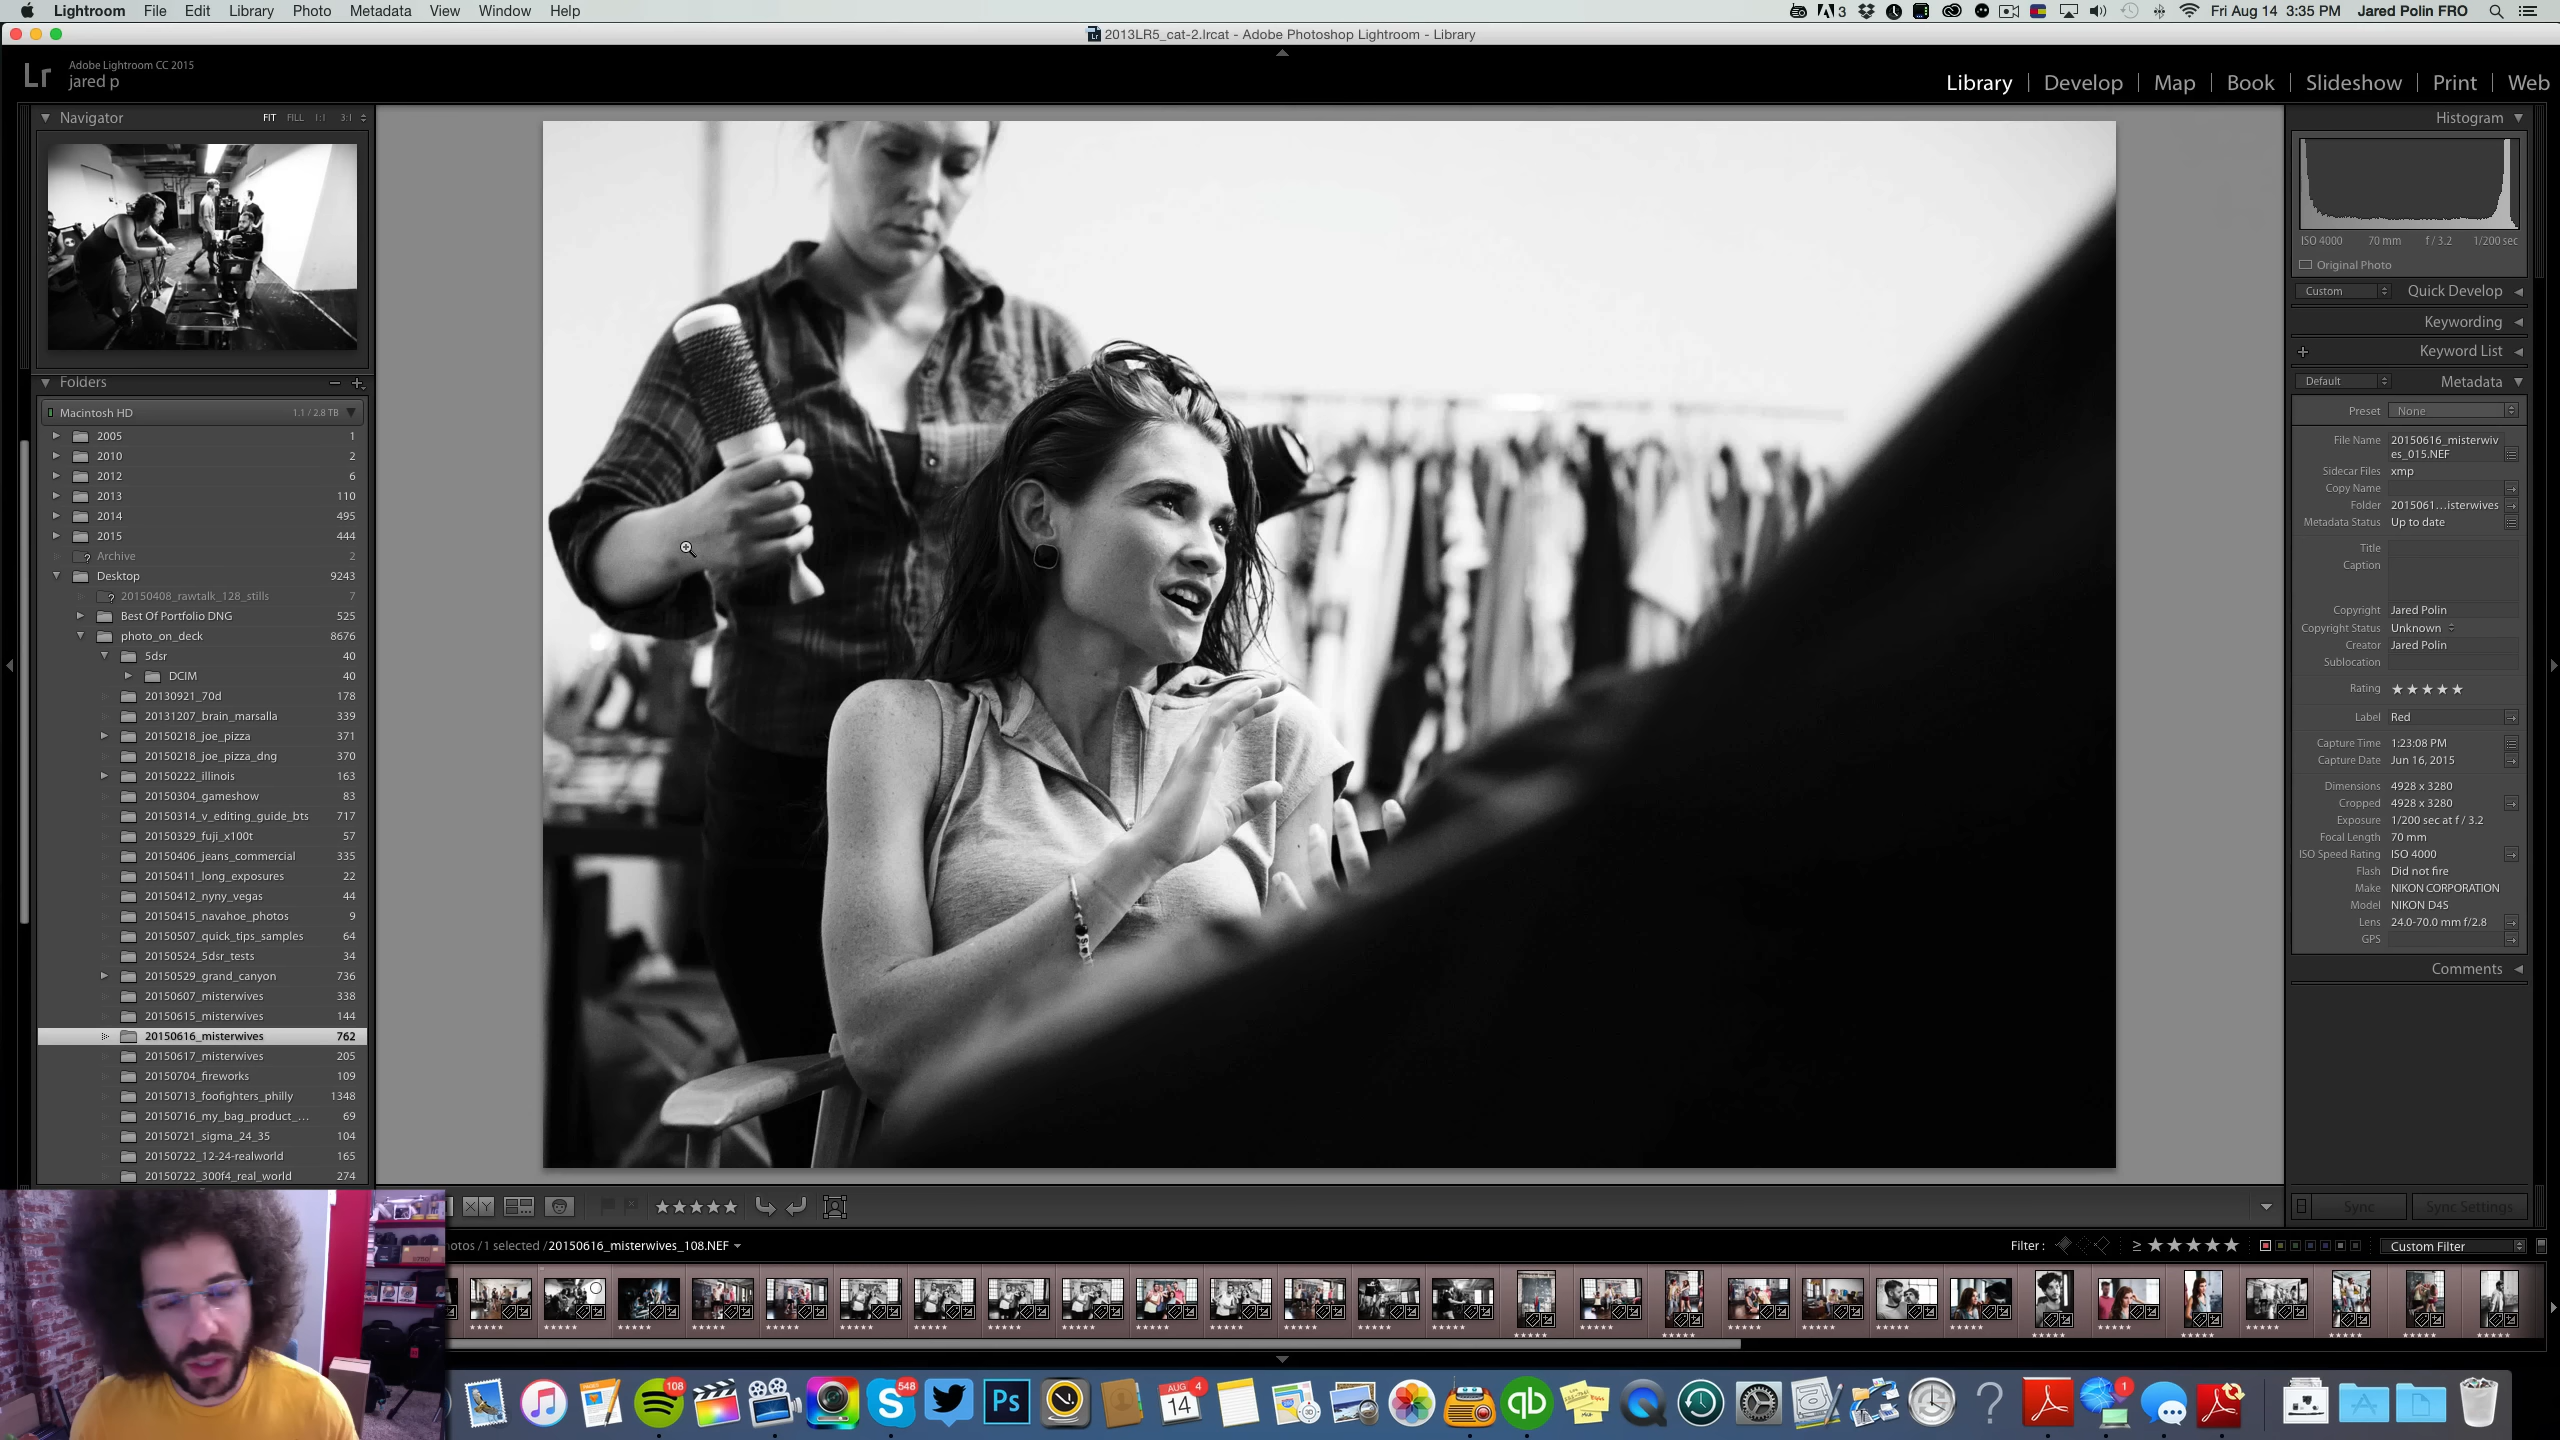 Lightroom File Edit Library Photo Metadata View Window Help
3 Fri Aug 14 3:35 PM Jared Polin FRO
2013LR5_cat-2.lrcat - Adobe Photoshop Lightroom - Library
Lr Adobe Lightroom CC 2015
jared p
Library | Develop | Map | Book | Slideshow | Print | Web
Navigator FIT FILL 1:1 3:1
Folders
Macintosh HD 1.1 / 2.8 TB
2005 1
2010 2
2012 6
2013 110
2014 495
2015 444
Archive 2
Desktop 9243
20150408_rawtalk_128_stills 7
Best Of Portfolio DNG 525
photo_on_deck 8676
5dsr 40
DCIM 40
20130921_70d 178
20131207_brain_marsalla 339
20150218_joe_pizza 371
20150218_joe_pizza_dng 370
20150222_illinois 163
20150304_gameshow 83
20150314_v_editing_guide_bts 717
20150329_fuji_x100t 57
20150406_jeans_commercial 335
20150411_long_exposures 22
20150412_nyny_vegas 44
20150415_navahoe_photos 9
20150507_quick_tips_samples 64
20150524_5dsr_tests 34
20150529_grand_canyon 736
20150607_misterwives 338
20150615_misterwives 144
20150616_misterwives 762
20150617_misterwives 205
20150704_fireworks 109
20150713_foofighters_philly 1348
20150716_my_bag_product_... 69
20150721_sigma_24_35 104
20150722_12-24-realworld 165
20150722_300f4_real_world 274
Histogram
ISO 4000 70 mm f / 3.2 1/200 sec
Original Photo
Custom Quick Develop
Keywording
Keyword List
Default Metadata
Preset None
File Name 20150616_misterwiv
es_015.NEF
Sidecar Files xmp
Copy Name
Folder 2015061...isterwives
Metadata Status Up to date
Title
Caption
Copyright Jared Polin
Copyright Status Unknown
Creator Jared Polin
Sublocation
Rating ★★★★★
Label Red
Capture Time 1:23:08 PM
Capture Date Jun 16, 2015
Dimensions 4928 x 3280
Cropped 4928 x 3280
Exposure 1/200 sec at f / 3.2
Focal Length 70 mm
ISO Speed Rating ISO 4000
Flash Did not fire
Make NIKON CORPORATION
Model NIKON D4S
Lens 24.0-70.0 mm f/2.8
GPS
Comments
Sync Sync Settings
XY ★★★★★
otos / 1 selected / 20150616_misterwives_108.NEF
Filter : ≥ ★★★★★ Custom Filter
108 548 AUG 14 4 1
Ps qb